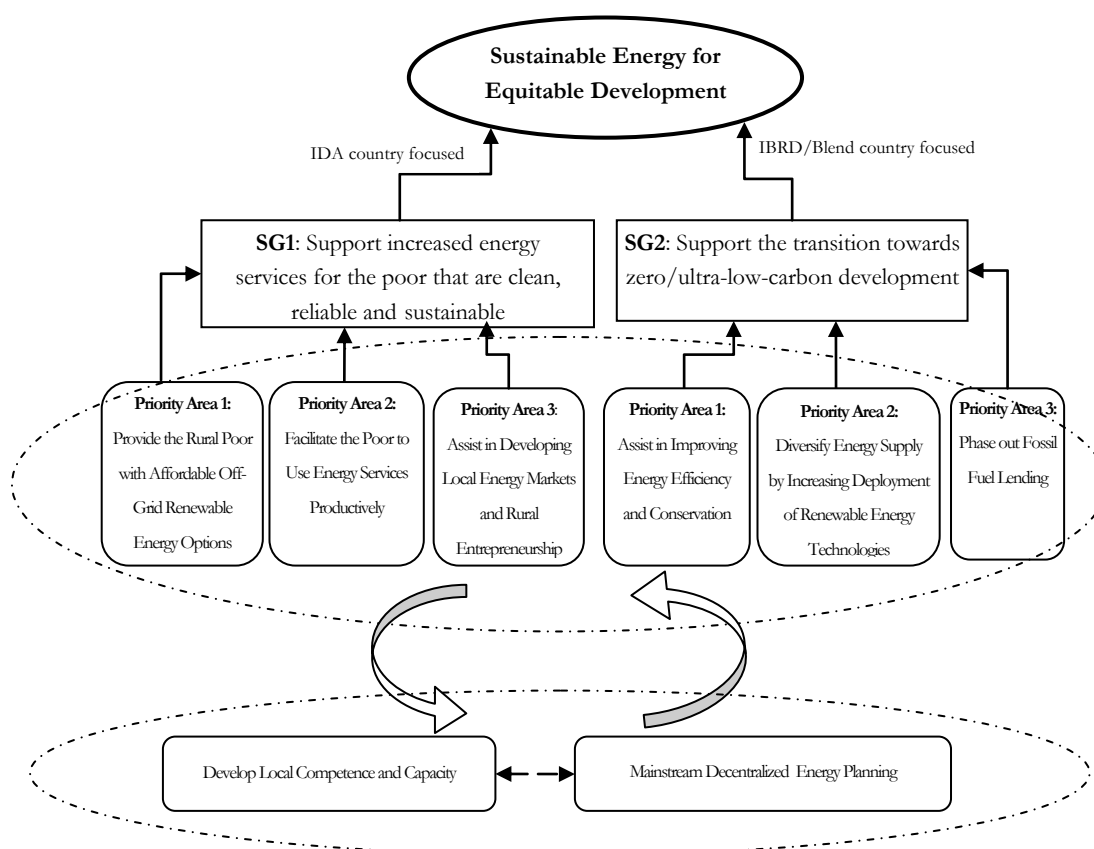 Sustainable Energy for
Equitable Development
IDA country focused
IBRD/Blend country focused
SG1: Support increased energy
services for the poor that are clean,
reliable and sustainable
SG2: Support the transition towards
zero/ultra-low-carbon development
Priority Area 1:
Provide the Rural Poor
with Affordable Off-
Grid Renewable
Energy Options
Priority Area 2:
Facilitate the Poor to
Use Energy Services
Productively
Priority Area 3:
Assist in Developing
Local Energy Markets
and Rural
Entrepreneurship
Priority Area 1:
Assist in Improving
Energy Efficiency
and Conservation
Priority Area 2:
Diversify Energy Supply
by Increasing Deployment
of Renewable Energy
Technologies
Priority Area 3:
Phase out Fossil
Fuel Lending
Develop Local Competence and Capacity
Mainstream Decentralized Energy Planning